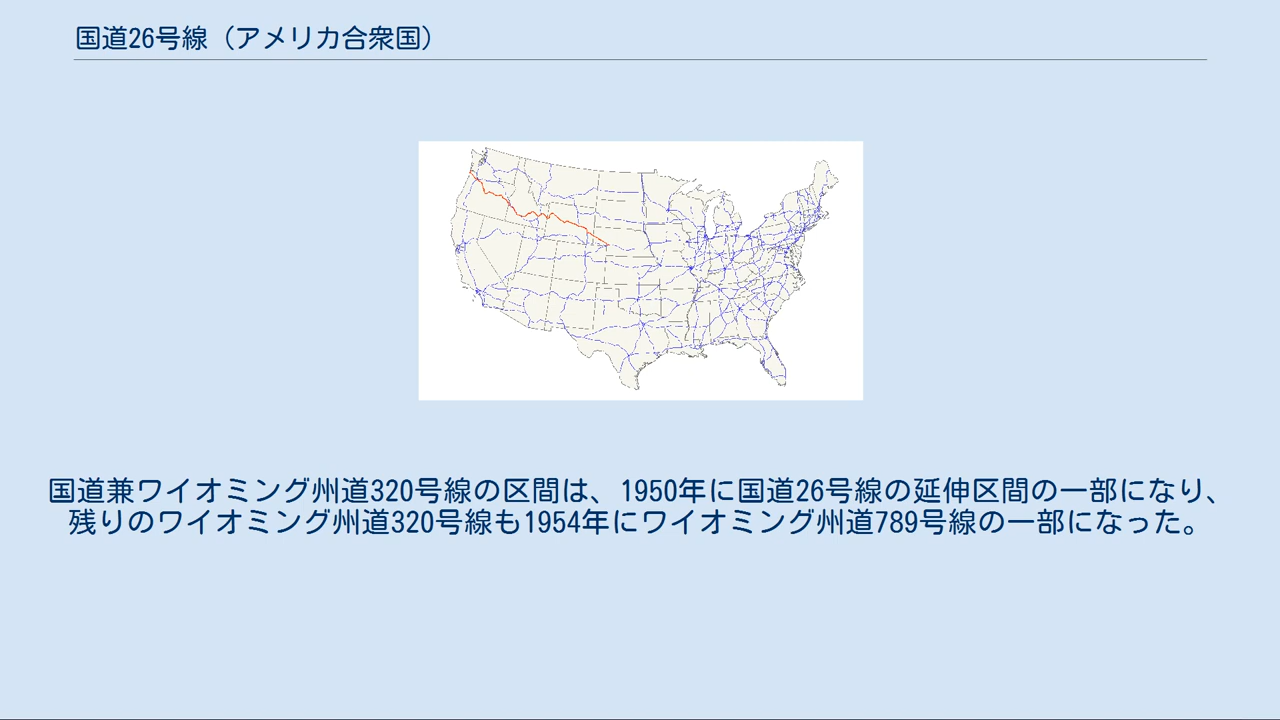 国道26号線（アメリカ合衆国）
国道兼ワイオミング州道320号線の区間は、1950年に国道26号線の延伸区間の一部になり、
残りのワイオミング州道320号線も1954年にワイオミング州道789号線の一部になった。